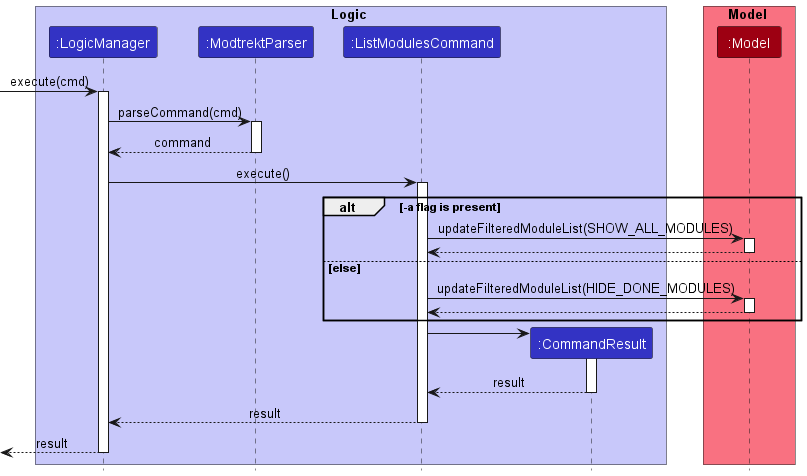 Logic
Model
:LogicManager
:ModtrektParser
:ListModulesCommand
:Model
execute(cmd)
parseCommand(cmd)
command
execute()
alt
[-a flag is present]
updateFilteredModuleList(SHOW_ALL_MODULES)
[else]
updateFilteredModuleList(HIDE_DONE_MODULES)
:CommandResult
result
result
result